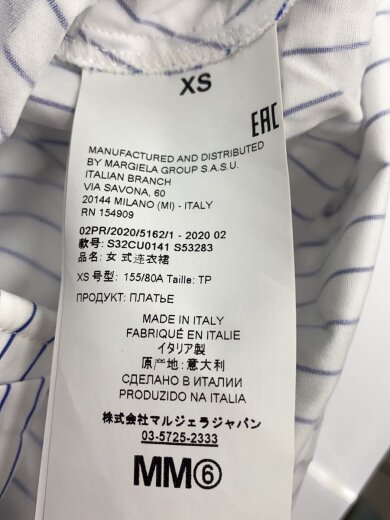 XS
EAC
MANUFACTURED AND DISTRIBUTED
BY MARGIELA GROUP S.A.S.U.
ITALIAN BRANCH
VIA SAVONA, 60
20144 MILANO (MI) - ITALY
RN 154909
02PR/2020/5162/1 - 2020 02
款号: S32CU0141 S53283
品名: 女式连衣裙
XS 号型: 155/80A Taille: TP
ПРОДУКТ: ПЛАТЬЕ
MADE IN ITALY
FABRIQUÉ EN ITALIE
イタリア製
原产地: 意大利
СДЕЛАНО В ИТАЛИИ
PRODUZIDO NA ITALIA
株式会社マルジェラジャパン
03-5725-2333
MM⑥